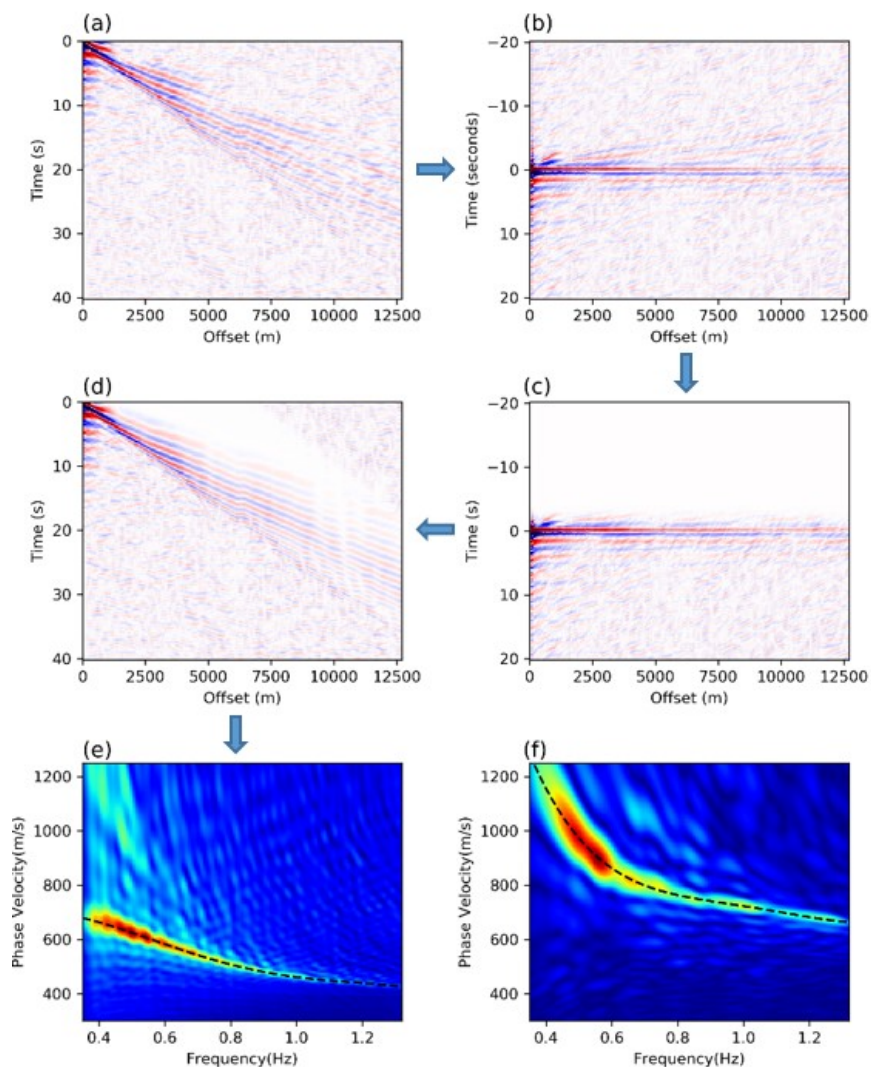 (a)
0
10
20
30
40
Time (s)
0 2500 5000 7500 10000 12500
Offset (m)
(b)
−20
−10
0
10
20
Time (seconds)
0 2500 5000 7500 10000 12500
Offset (m)
(d)
0
10
20
30
40
Time (s)
0 2500 5000 7500 10000 12500
Offset (m)
(c)
−20
−10
0
10
20
Time (s)
0 2500 5000 7500 10000 12500
Offset (m)
(e)
1200
1000
800
600
400
Phase Velocity(m/s)
0.4 0.6 0.8 1.0 1.2
Frequency(Hz)
(f)
1200
1000
800
600
400
Phase Velocity(m/s)
0.4 0.6 0.8 1.0 1.2
Frequency(Hz)